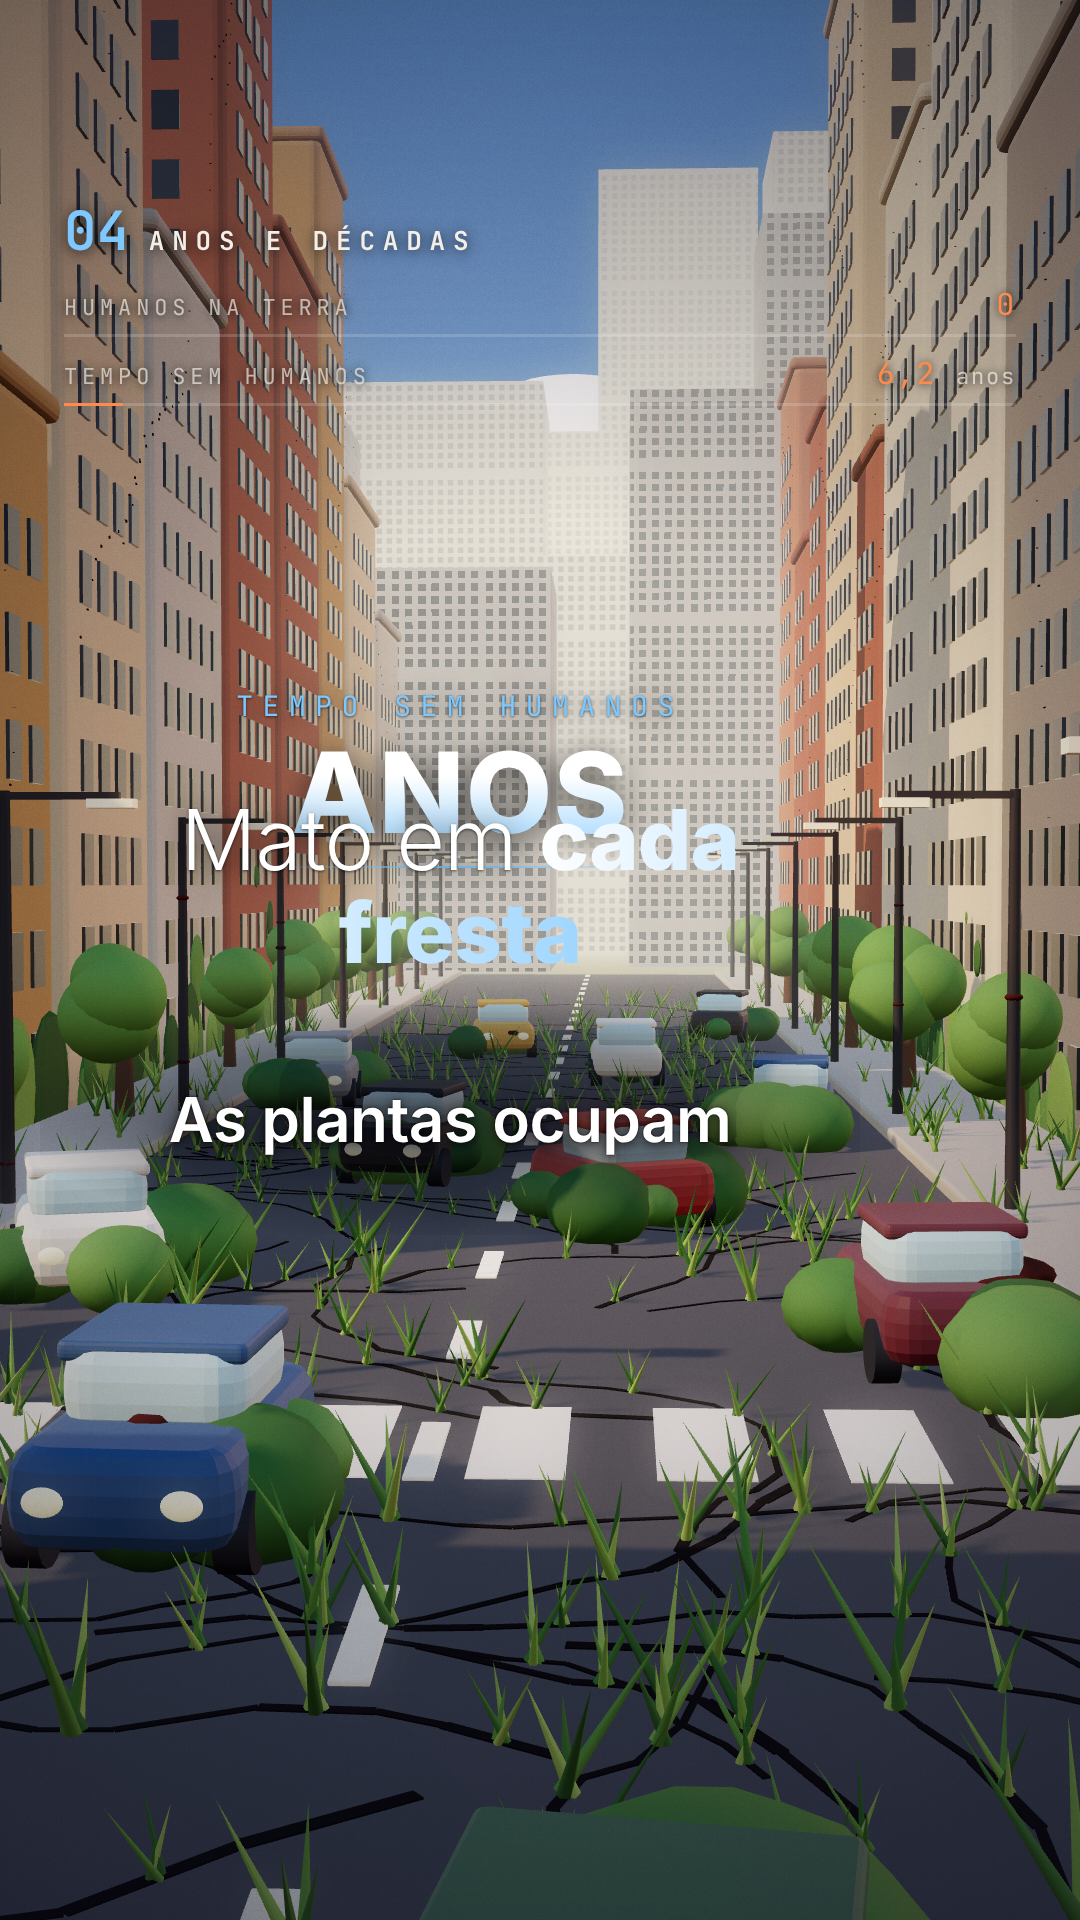 04 ANOS E DÉCADAS
HUMANOS NA TERRA 0
TEMPO SEM HUMANOS 6,2 anos
TEMPO SEM HUMANOS
ANOS
Mato em cada
fresta
As plantas ocupam